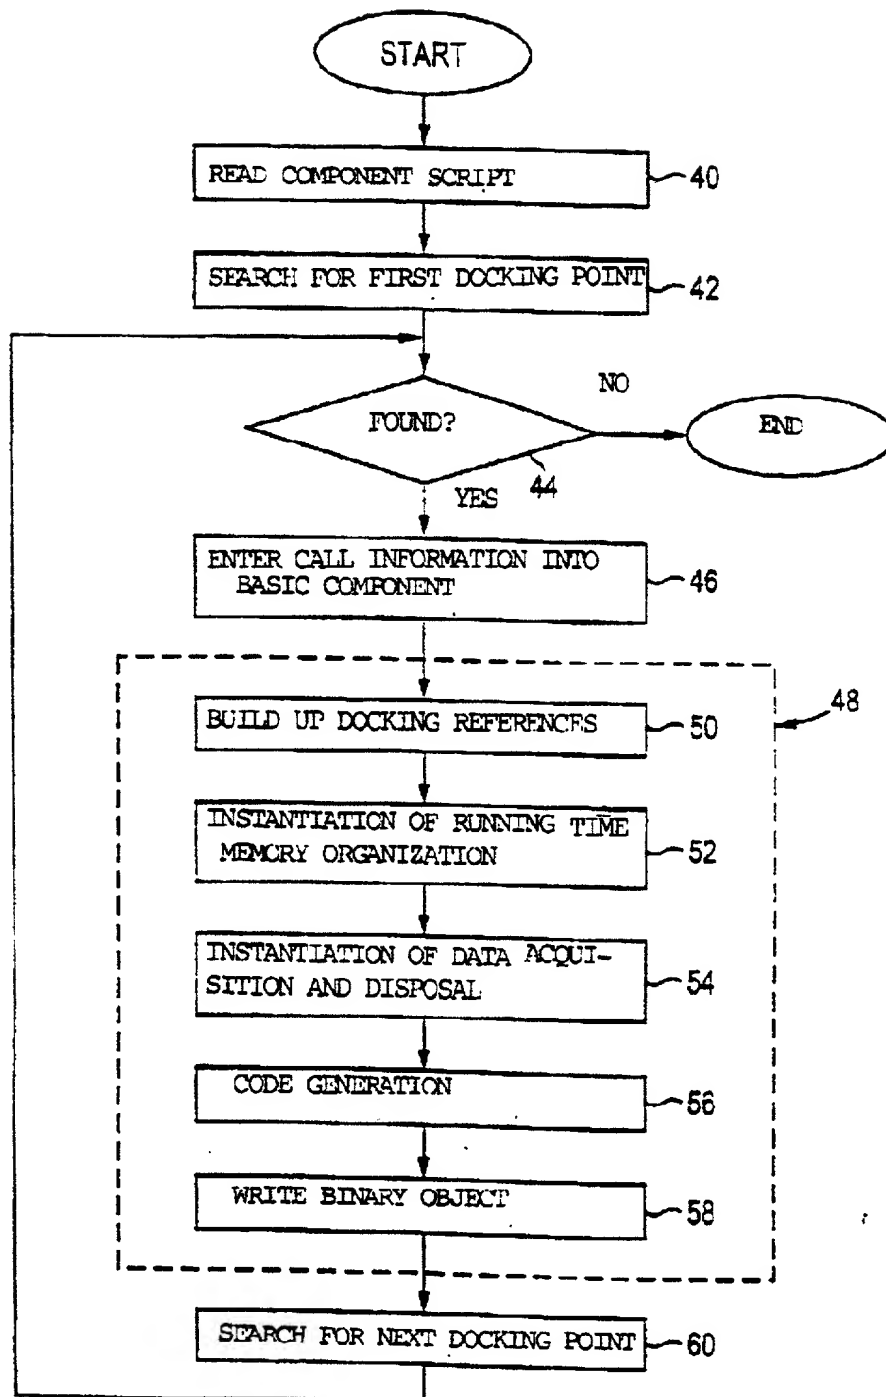 START
READ COMPONENT SCRIPT
40
SEARCH FOR FIRST DOCKING POINT
42
NO
FOUND?
END
44
YES
ENTER CALL INFORMATION INTO
BASIC COMPONENT
46
48
BUILD UP DOCKING REFERENCES
50
INSTANTIATION OF RUNNING TIME
MEMORY ORGANIZATION
52
INSTANTIATION OF DATA ACQUI-
SITION AND DISPOSAL
54
CODE GENERATION
56
WRITE BINARY OBJECT
58
SEARCH FOR NEXT DOCKING POINT
60